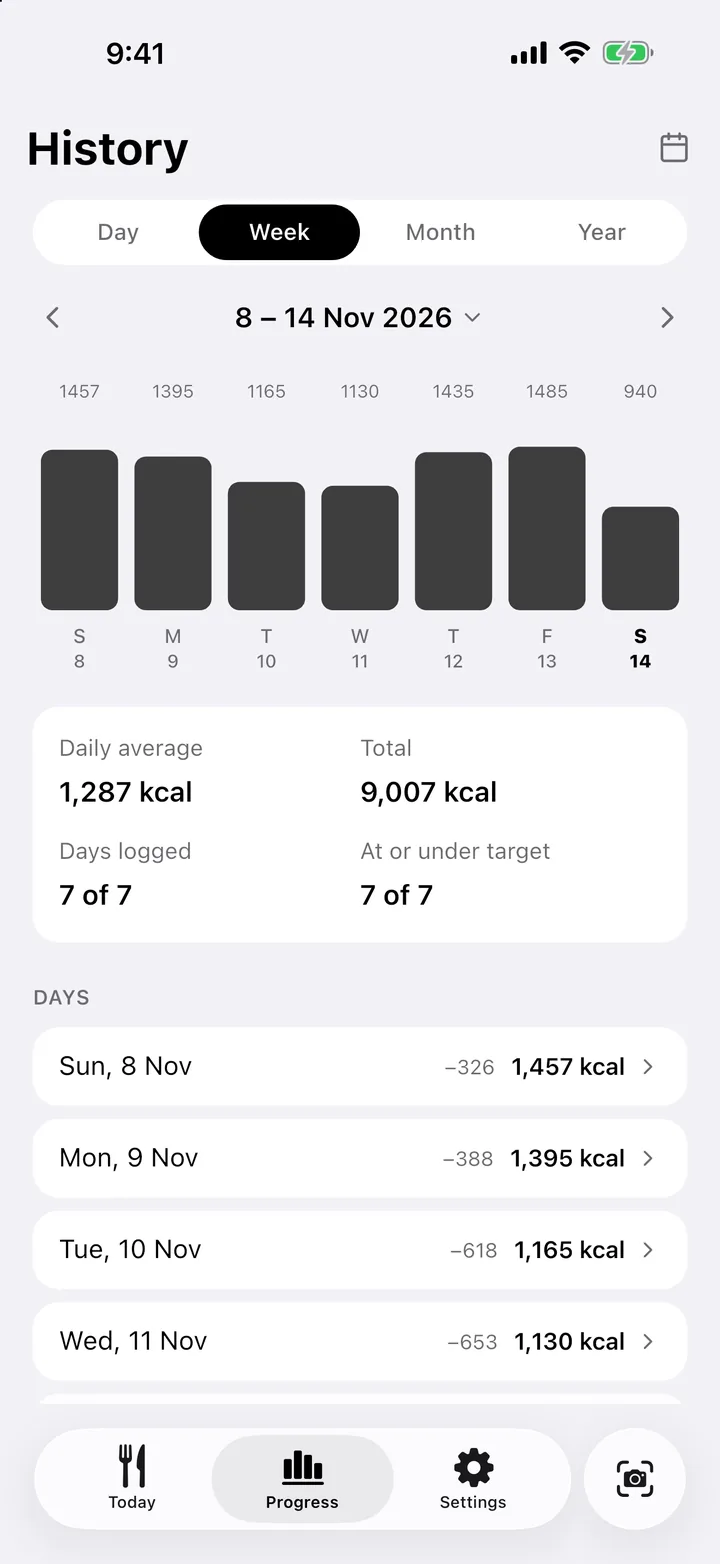 9:41
History
Day Week Month Year
8 – 14 Nov 2026
1457 1395 1165 1130 1435 1485 940
S M T W T F S
8 9 10 11 12 13 14
Daily average Total
1,287 kcal 9,007 kcal
Days logged At or under target
7 of 7 7 of 7
DAYS
Sun, 8 Nov –326 1,457 kcal
Mon, 9 Nov –388 1,395 kcal
Tue, 10 Nov –618 1,165 kcal
Wed, 11 Nov –653 1,130 kcal
Today Progress Settings